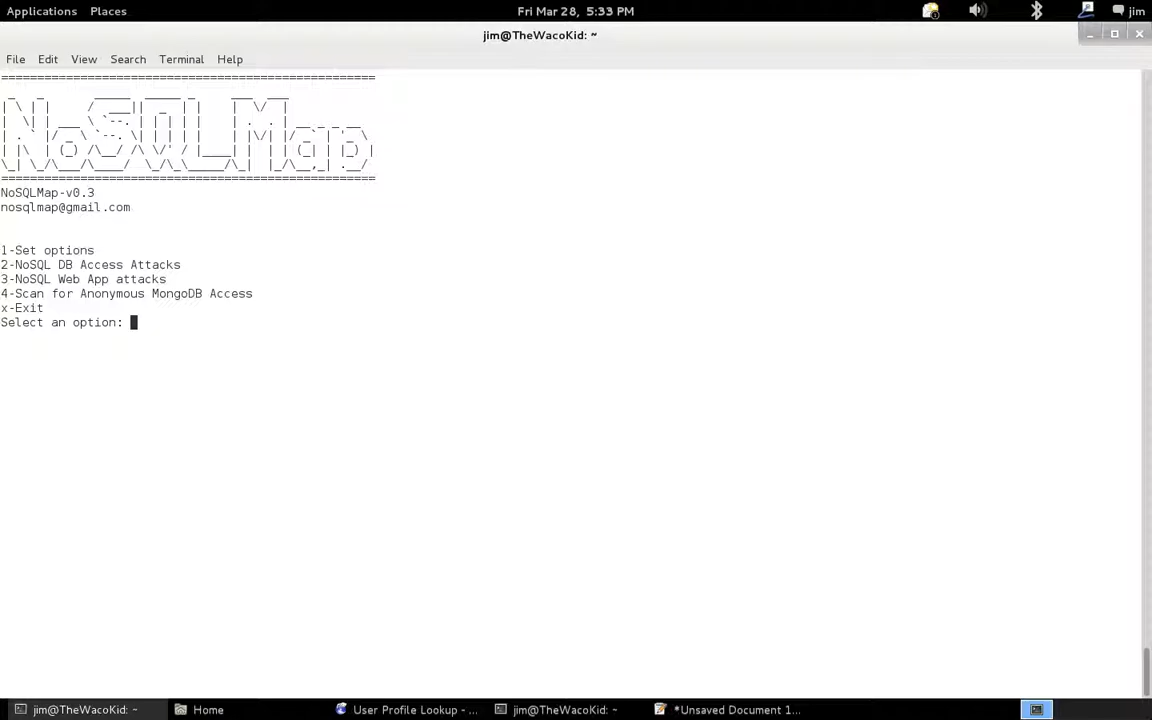 Applications Places Fri Mar 28, 5:33 PM jim
jim@TheWacoKid: ~
File Edit View Search Terminal Help
NoSQLMap
NoSQLMap-v0.3
nosqlmap@gmail.com
1-Set options
2-NoSQL DB Access Attacks
3-NoSQL Web App attacks
4-Scan for Anonymous MongoDB Access
x-Exit
Select an option:
jim@TheWacoKid: ~ Home User Profile Lookup - ... jim@TheWacoKid: ~ *Unsaved Document 1...